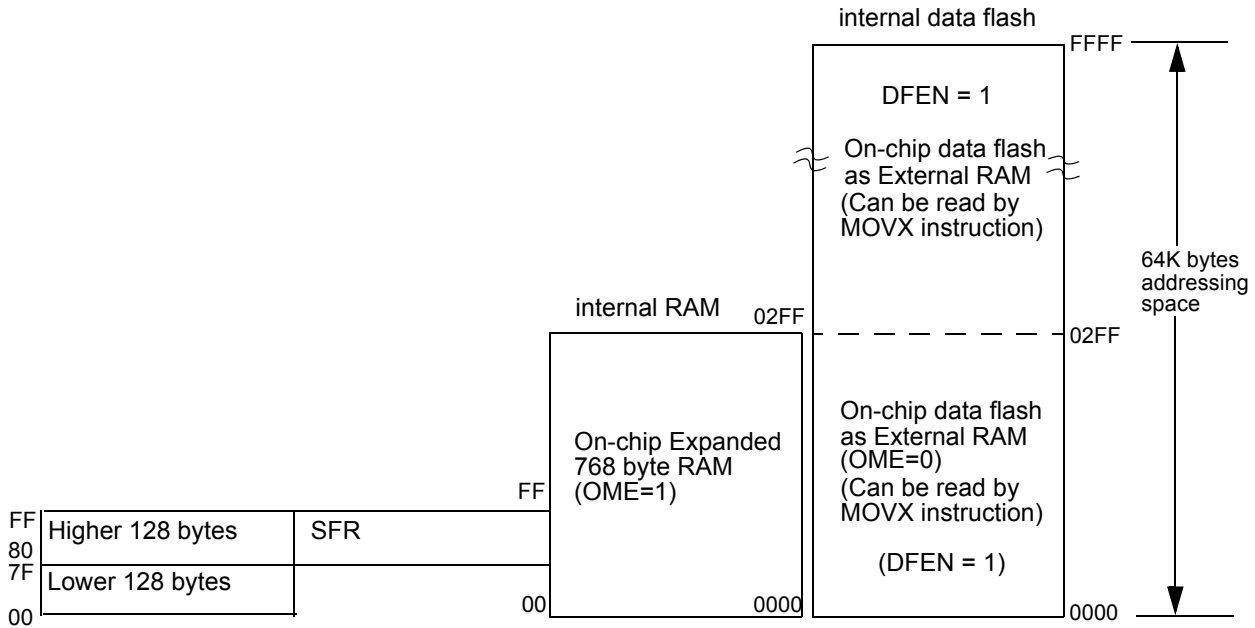 internal data flash
FFFF
DFEN = 1
On-chip data flash
as External RAM
(Can be read by
MOVX instruction)
64K bytes
addressing
space
internal RAM
02FF
02FF
On-chip Expanded
768 byte RAM
(OME=1)
On-chip data flash
as External RAM
(OME=0)
(Can be read by
MOVX instruction)
(DFEN = 1)
FF
FF
Higher 128 bytes
SFR
80
7F
Lower 128 bytes
00
00
0000
0000